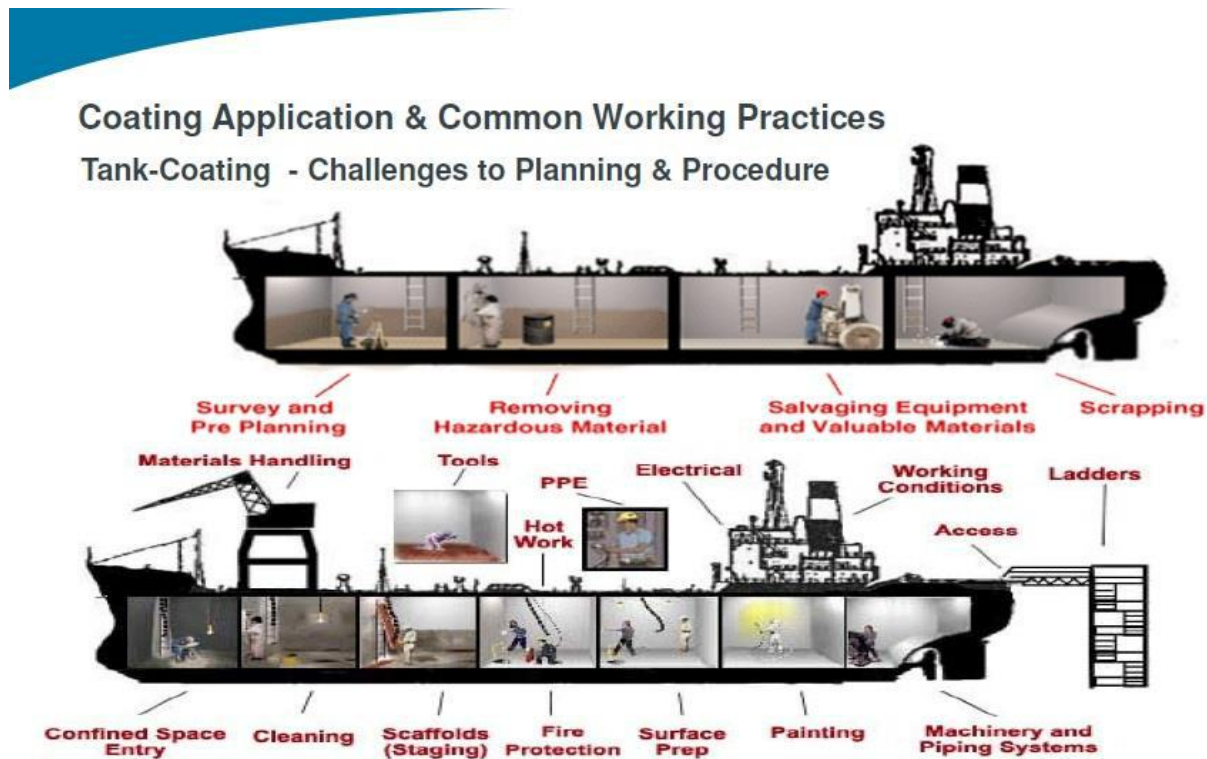 Coating Application & Common Working Practices
Tank-Coating - Challenges to Planning & Procedure
Survey and
Pre Planning
Removing
Hazardous Material
Salvaging Equipment
and Valuable Materials
Scrapping
Materials Handling
Tools
PPE
Electrical
Working
Conditions
Ladders
Hot
Work
Access
Confined Space
Entry
Cleaning
Scaffolds
(Staging)
Fire
Protection
Surface
Prep
Painting
Machinery and
Piping Systems